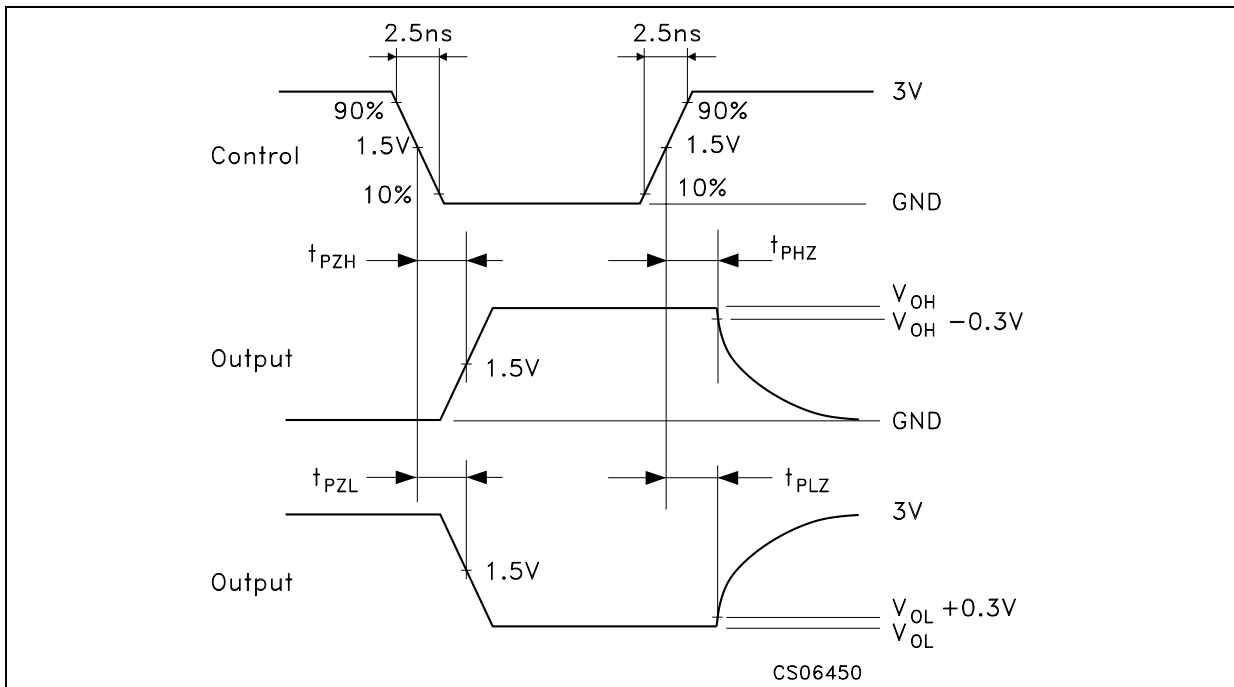 2.5ns 2.5ns
3V
90% 90%
1.5V 1.5V
Control
10% 10%
GND
tPZH tPHZ
VOH
VOH −0.3V
Output
1.5V
GND
tPZL tPLZ
3V
1.5V
Output
VOL +0.3V
VOL
CS06450